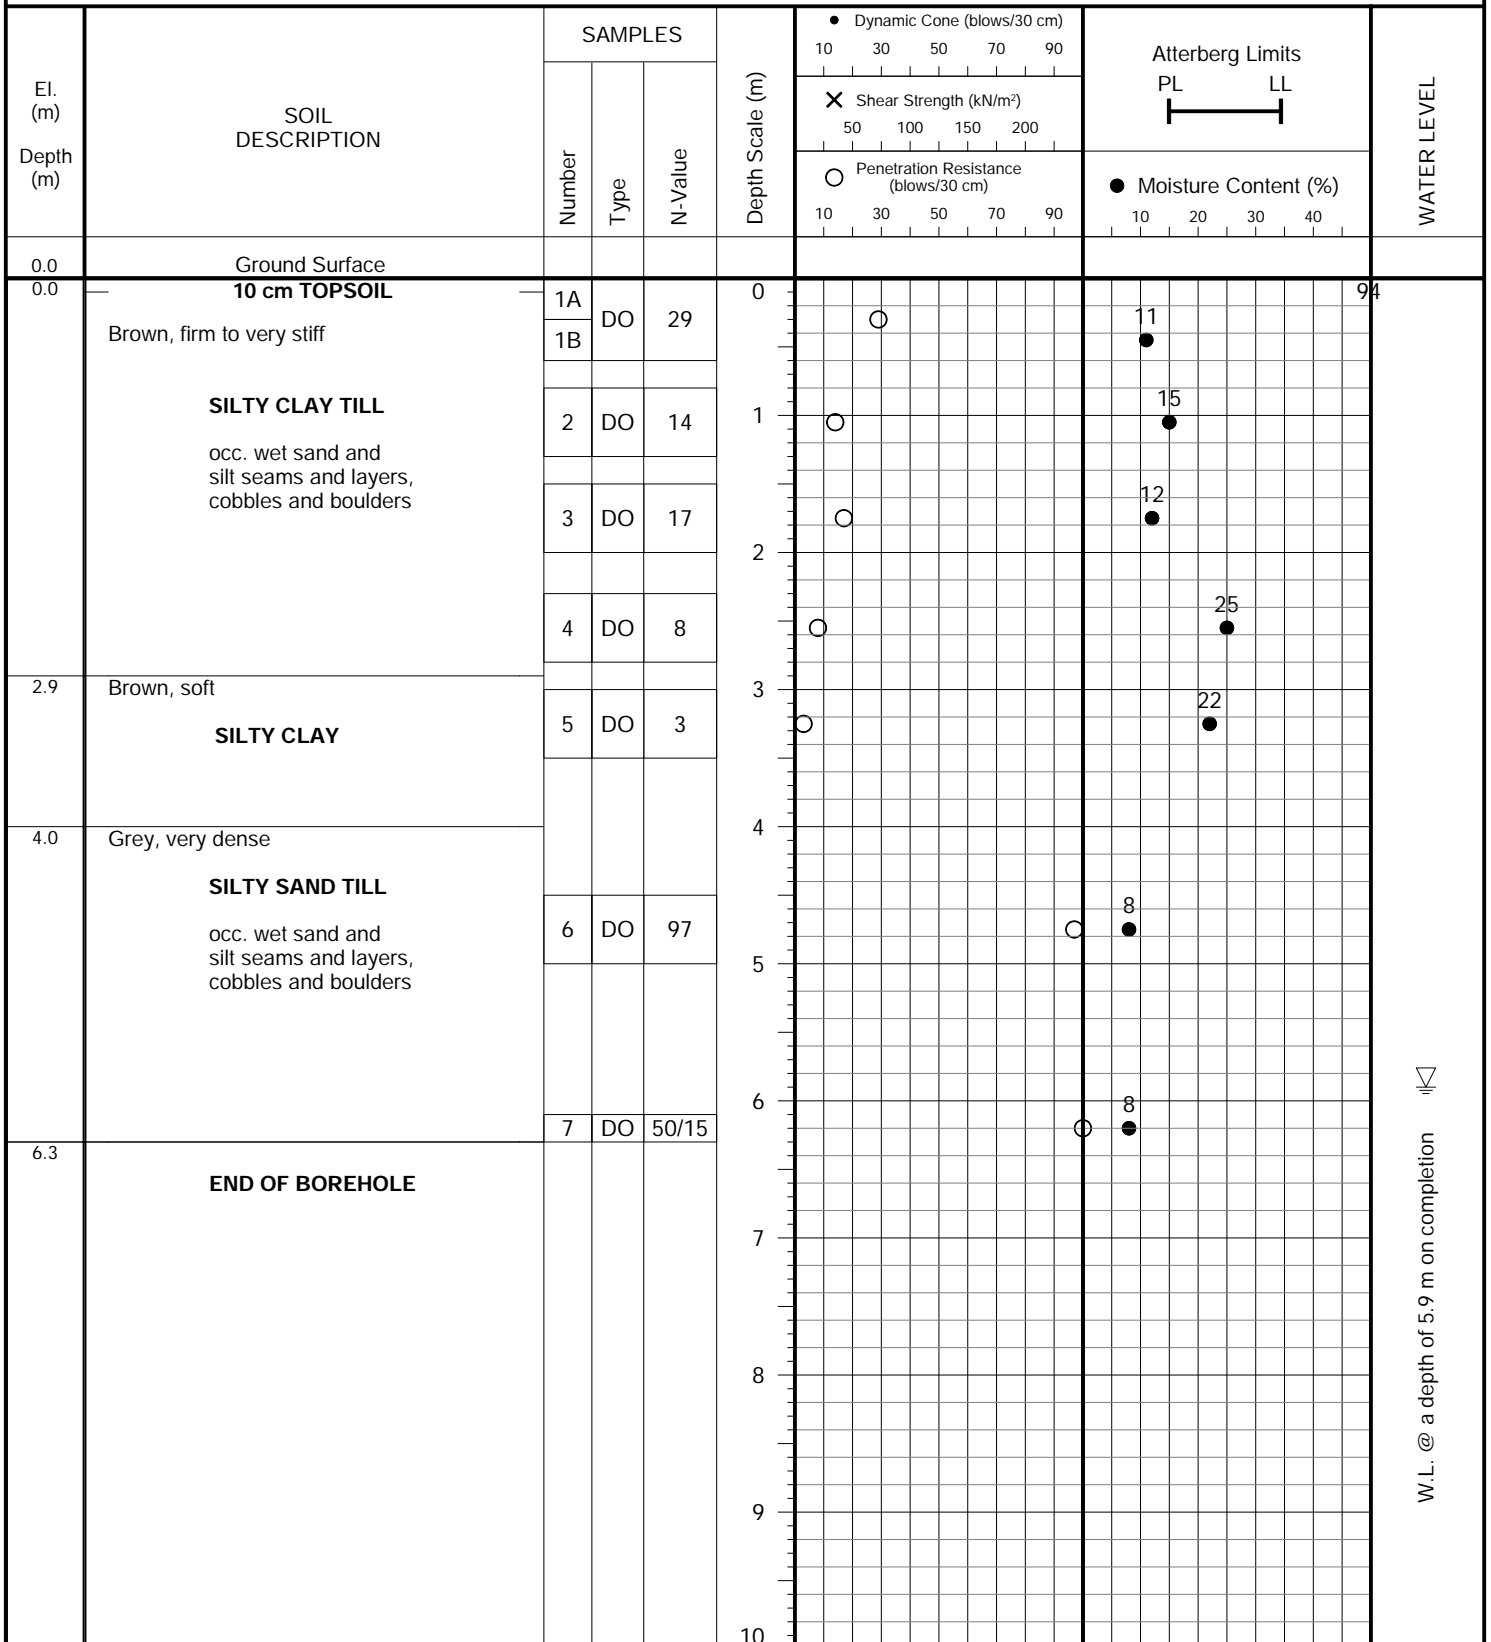 El.
(m)
Depth
(m)
SOIL
DESCRIPTION
SAMPLES
Number
Type
N-Value
Depth Scale (m)
Dynamic Cone (blows/30 cm)
10 30 50 70 90
Shear Strength (kN/m²)
50 100 150 200
Penetration Resistance
(blows/30 cm)
10 30 50 70 90
Atterberg Limits
PL LL
Moisture Content (%)
10 20 30 40
WATER LEVEL
0.0 Ground Surface
0.0 10 cm TOPSOIL 1A DO 29 0 94
Brown, firm to very stiff 1B 11
SILTY CLAY TILL 15
2 DO 14 1
occ. wet sand and
silt seams and layers,
cobbles and boulders 12
3 DO 17
2
25
4 DO 8
2.9 Brown, soft 3
22
SILTY CLAY 5 DO 3
4.0 Grey, very dense 4
SILTY SAND TILL
8
occ. wet sand and 6 DO 97
silt seams and layers,
cobbles and boulders 5
6 8
7 DO 50/15
6.3
END OF BOREHOLE
7
8
9
10
W.L. @ a depth of 5.9 m on completion